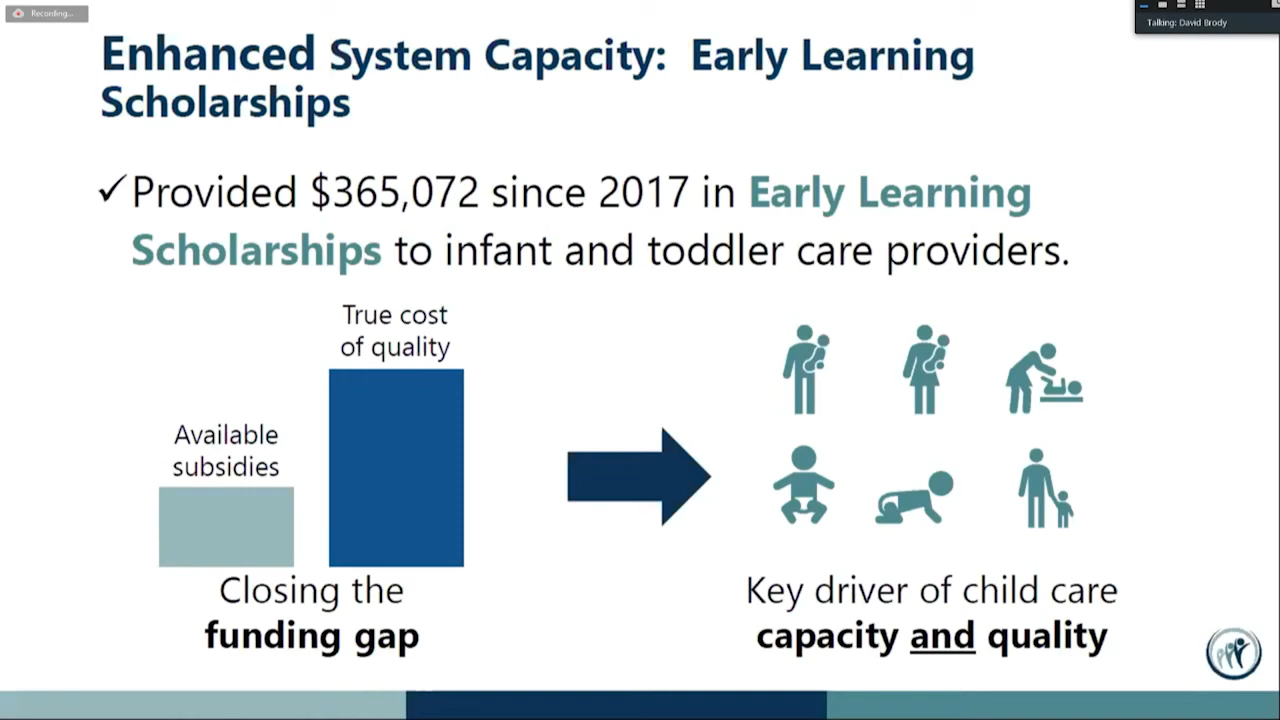 Recording...
Talking: David Brody
Enhanced System Capacity: Early Learning
Scholarships
✓Provided $365,072 since 2017 in Early Learning
Scholarships to infant and toddler care providers.
True cost
of quality
Available
subsidies
Closing the
funding gap
Key driver of child care
capacity and quality